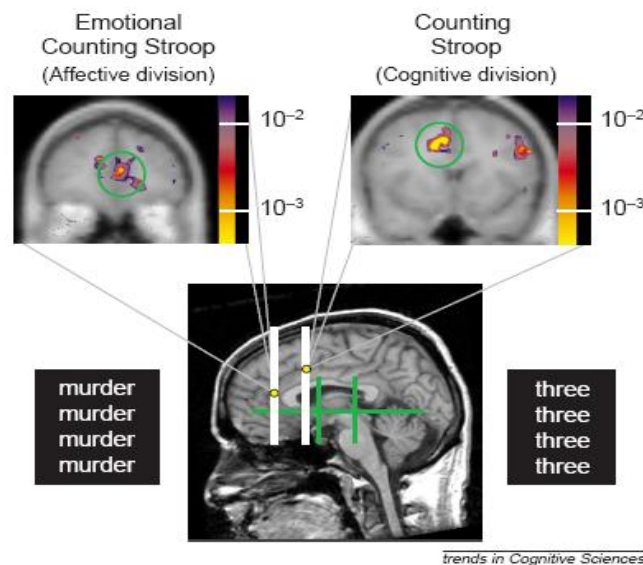 Emotional
Counting Stroop
(Affective division)
Counting
Stroop
(Cognitive division)
10⁻²
10⁻³
10⁻²
10⁻³
murder
murder
murder
murder
three
three
three
three
trends in Cognitive Sciences